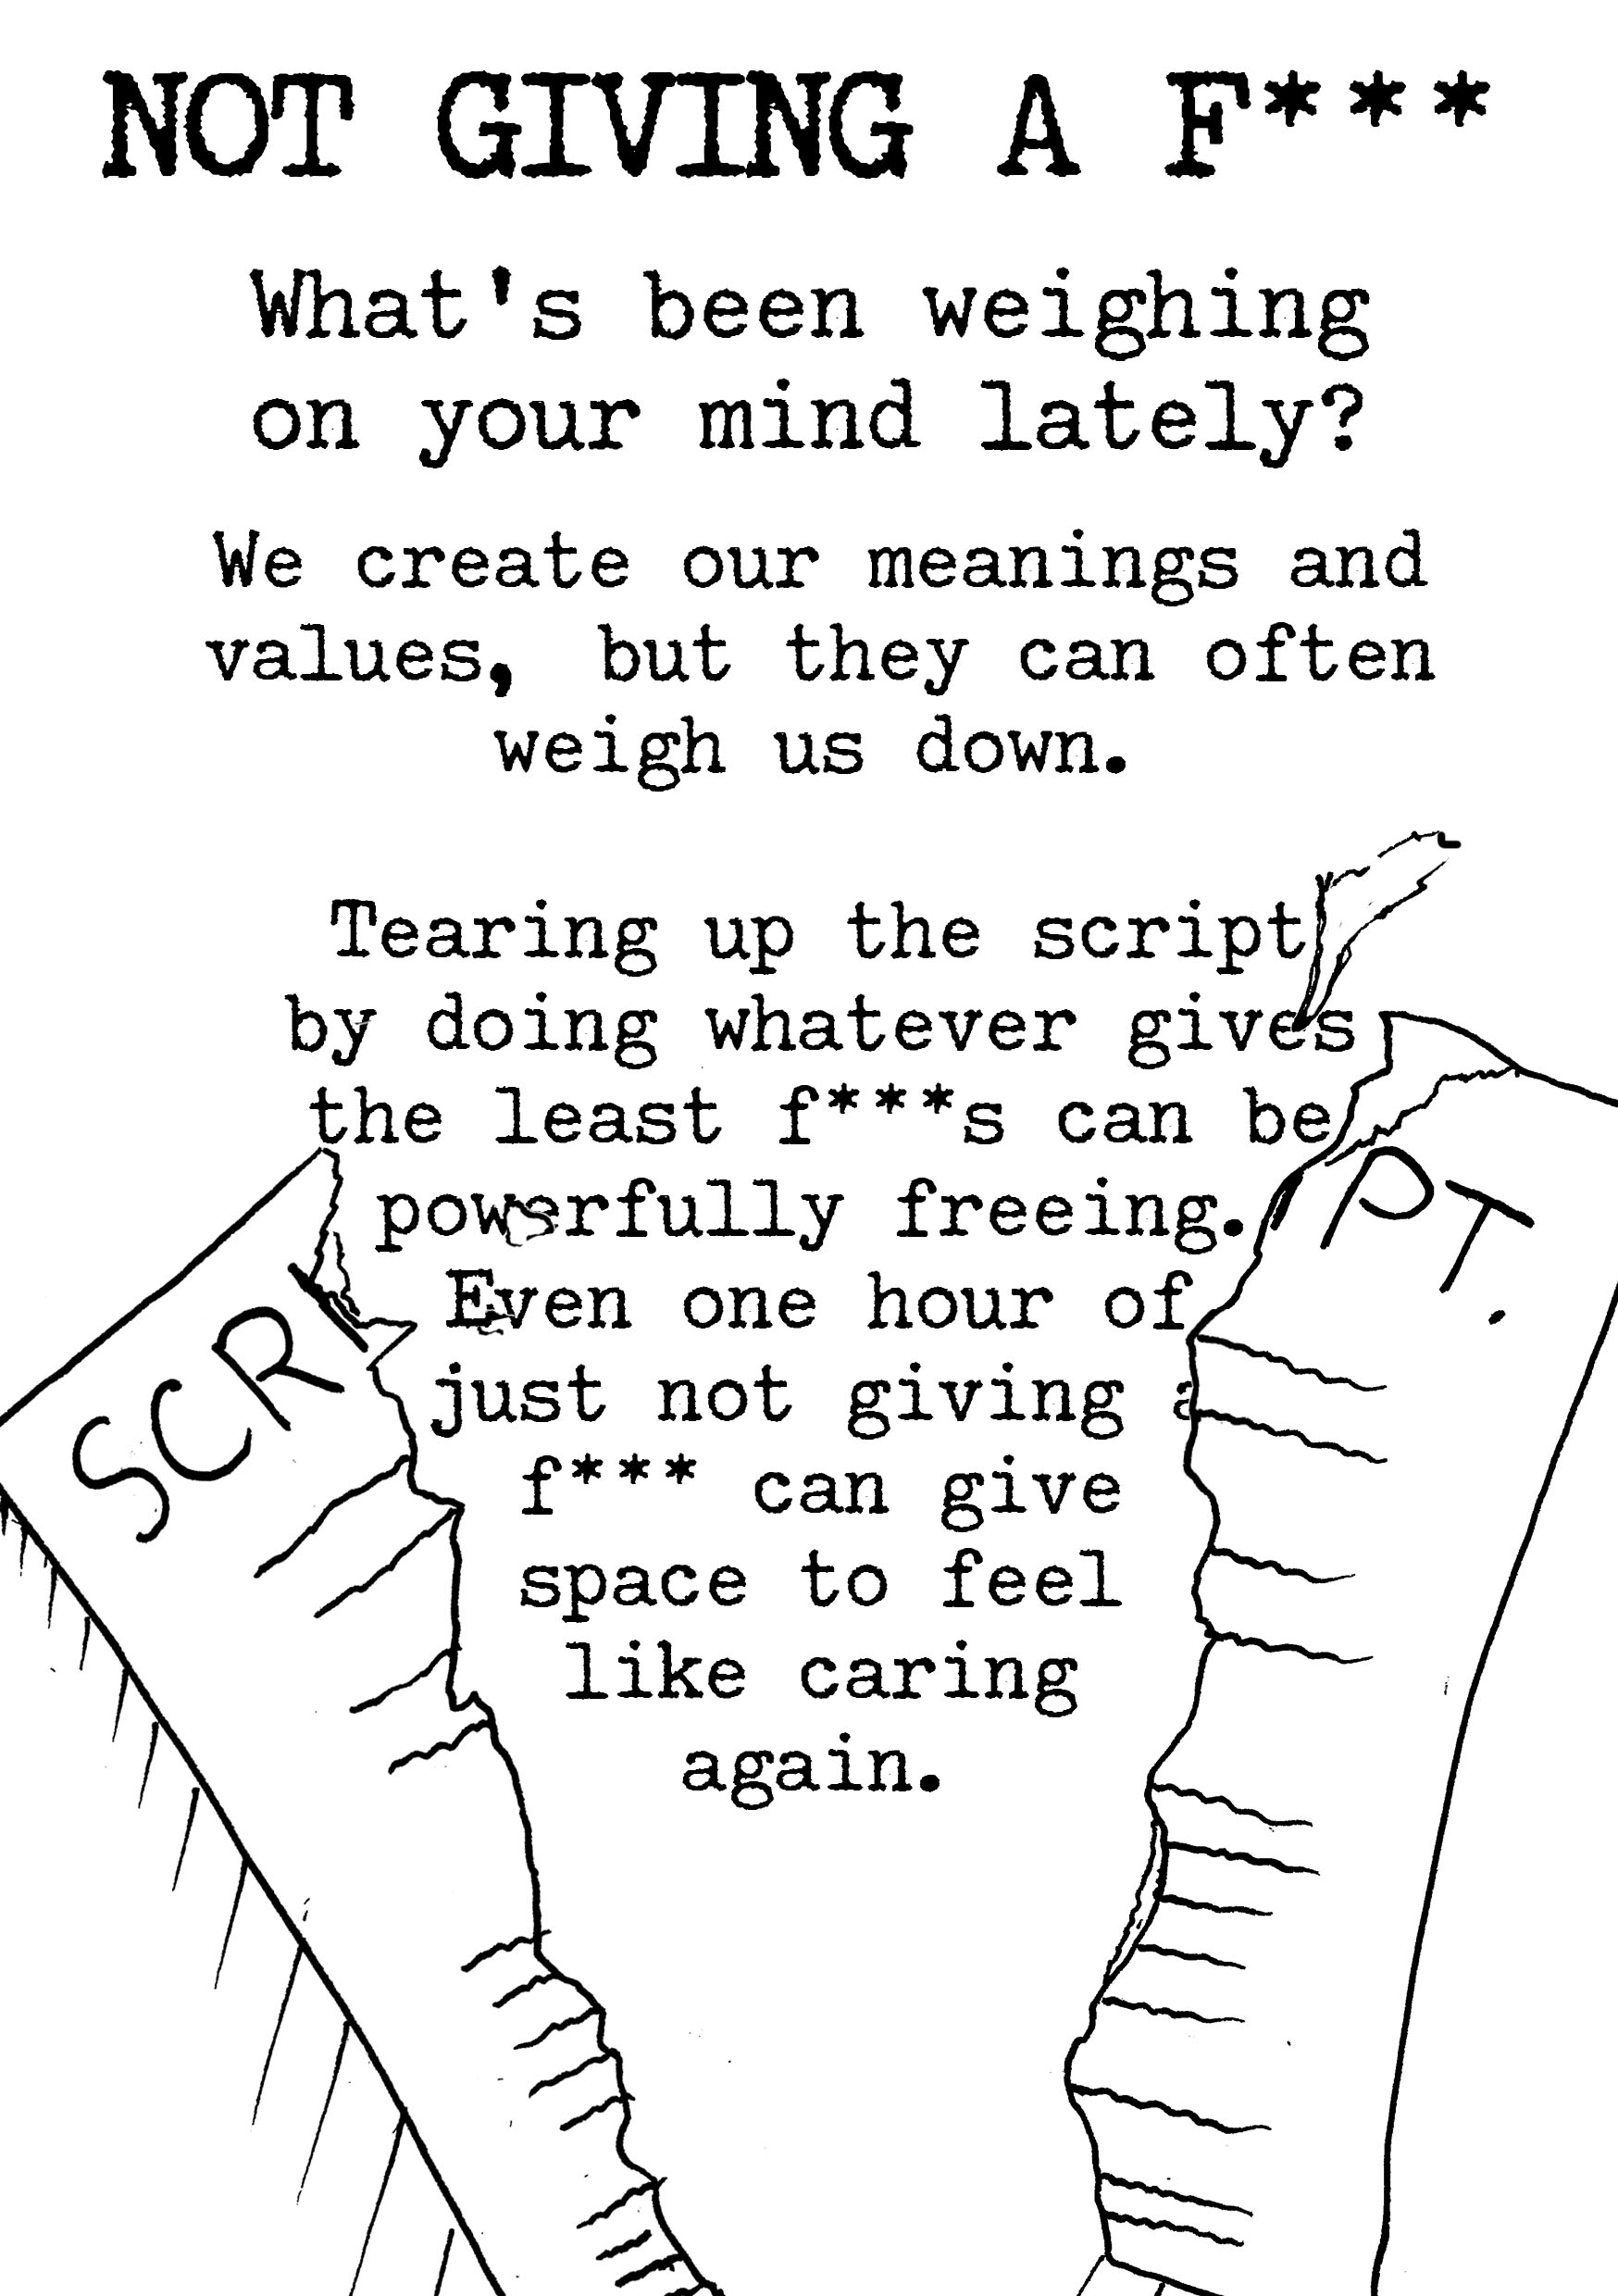 NOT GIVING A F***
What's been weighing
on your mind lately?
We create our meanings and
values, but they can often
weigh us down.
Tearing up the script
by doing whatever gives
the least f***s can be
powerfully freeing.
Even one hour of
just not giving a
f*** can give
space to feel
like caring
again.
SCRI
PT.